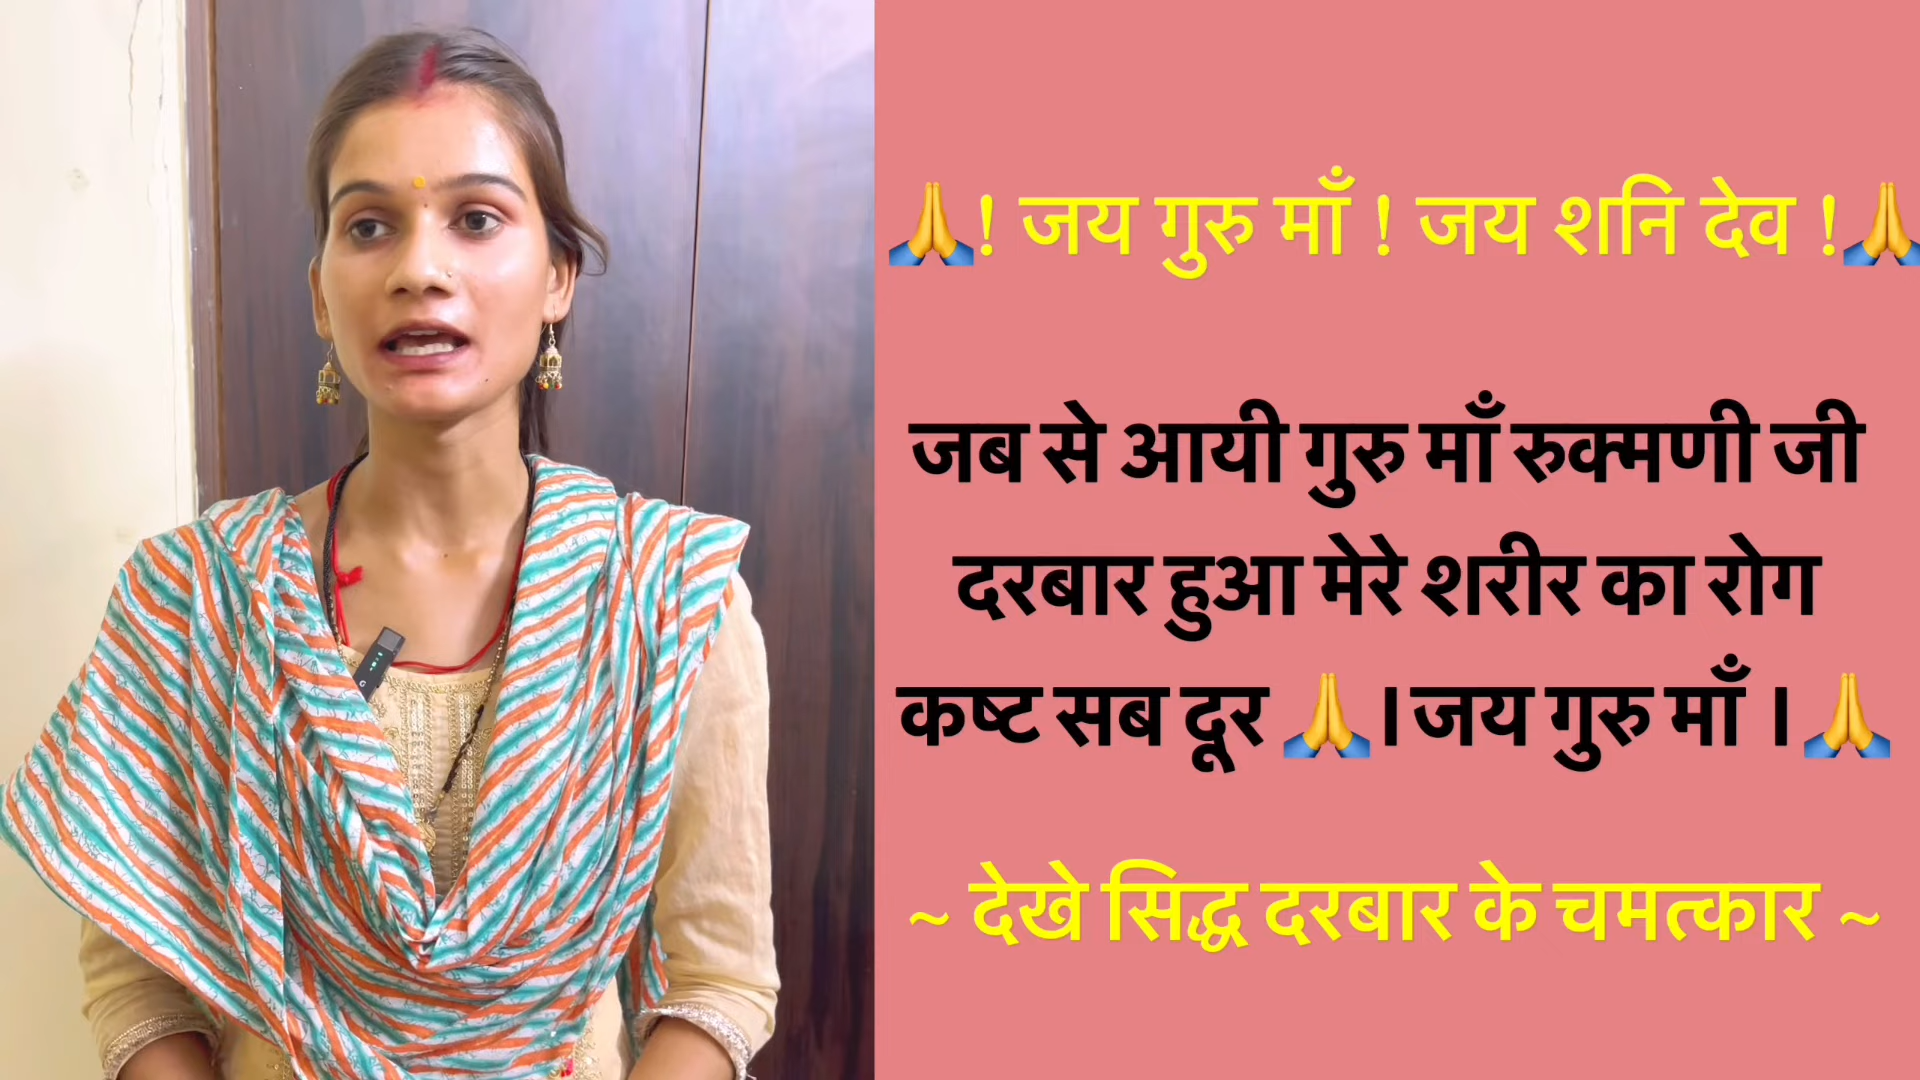 🙏! जय गुरु माँ ! जय शनि देव !🙏
जब से आयी गुरु माँ रुक्मणी जी
दरबार हुआ मेरे शरीर का रोग
कष्ट सब दूर 🙏।जय गुरु माँ ।🙏
~ देखे सिद्ध दरबार के चमत्कार ~